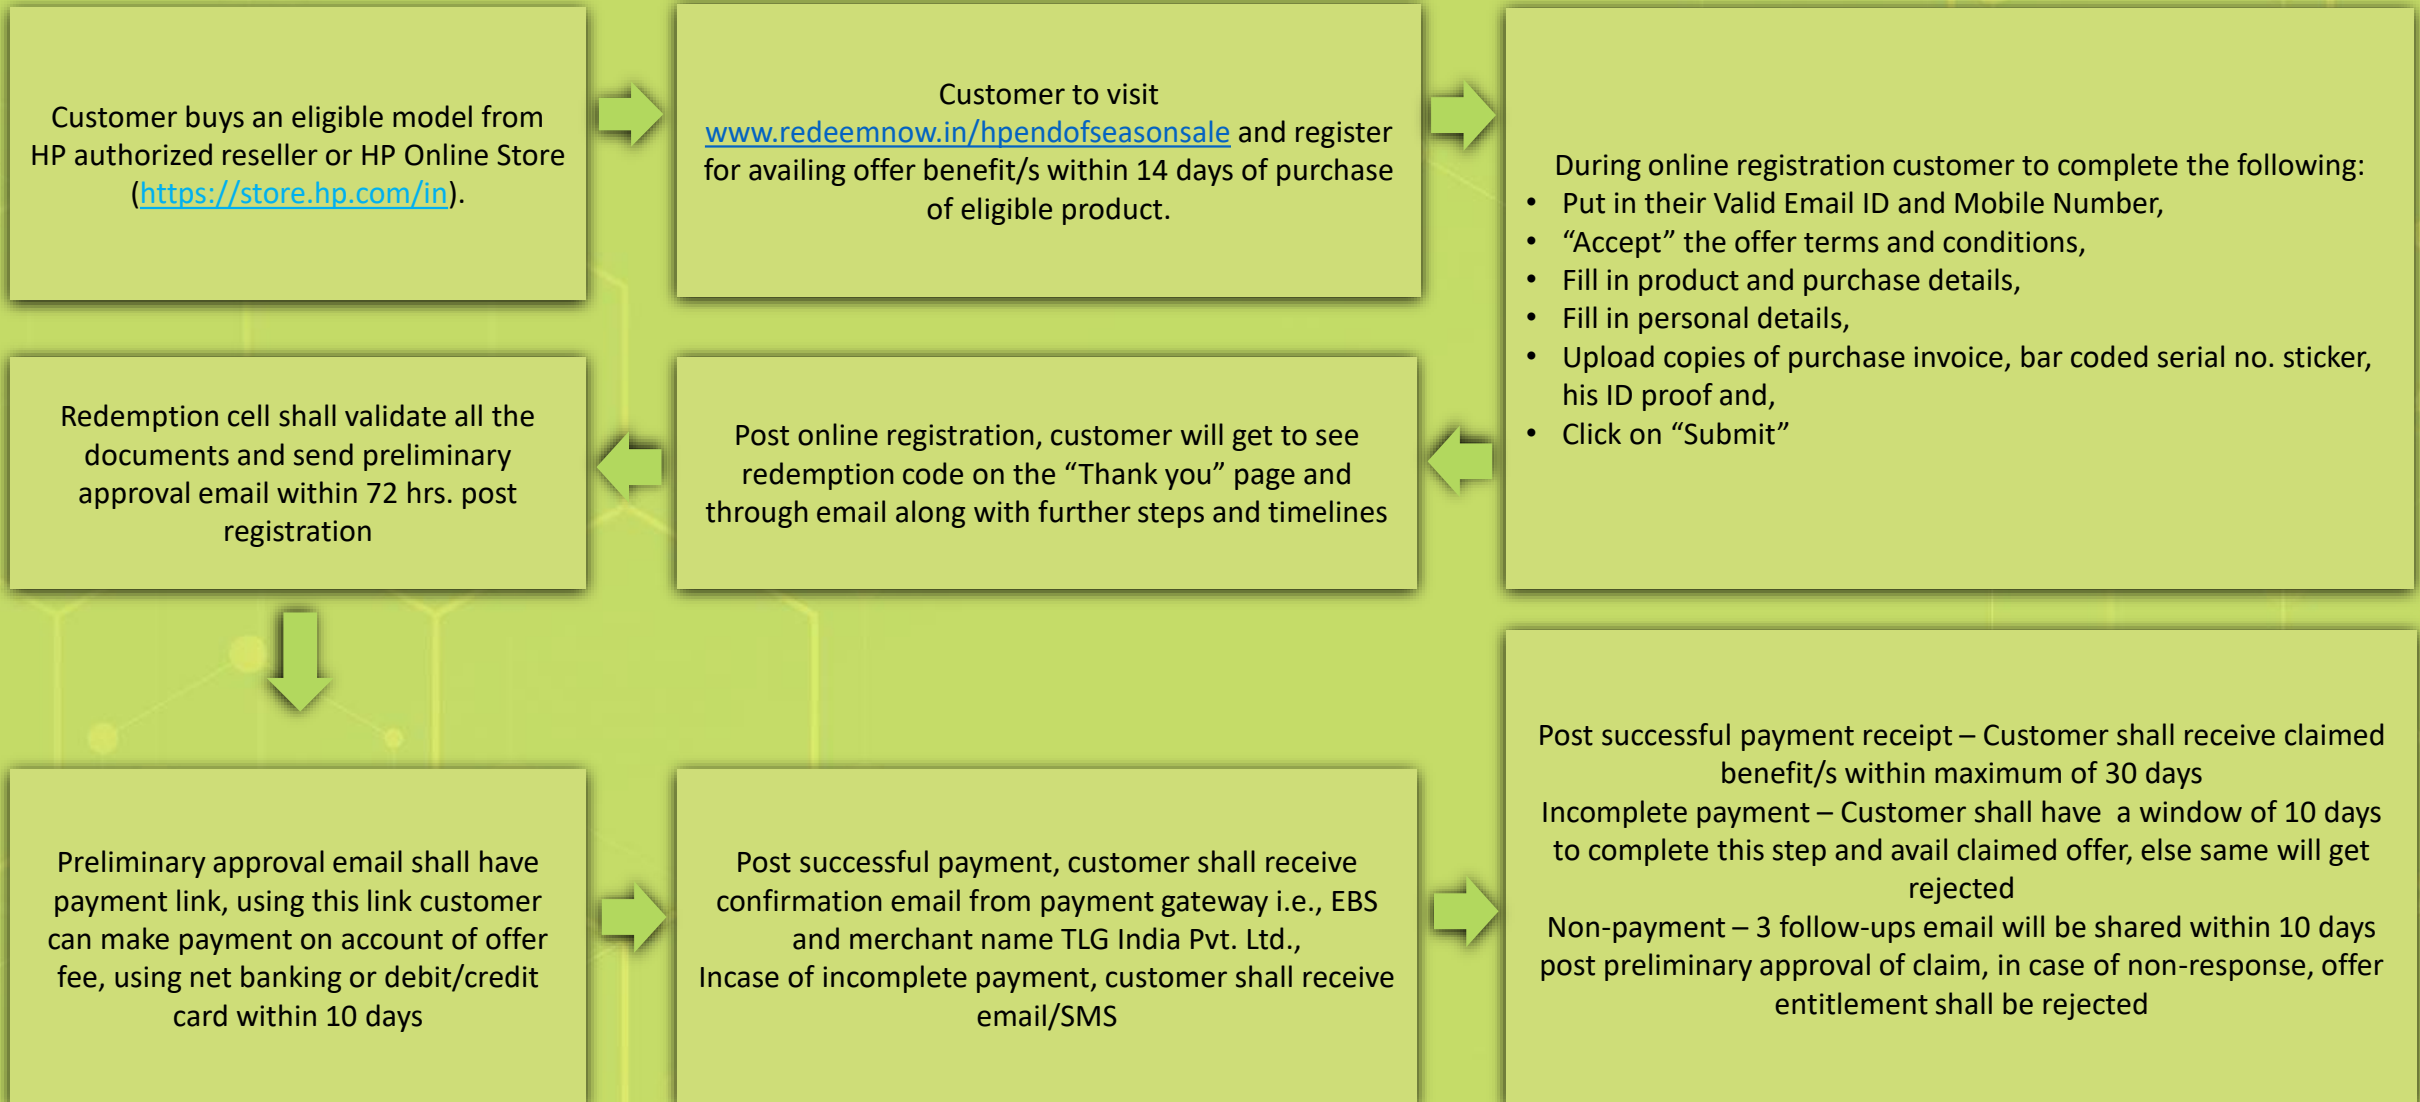 Customer buys an eligible model from
HP authorized reseller or HP Online Store
(https://store.hp.com/in).
Customer to visit
www.redeemnow.in/hpendofseasonsale and register
for availing offer benefit/s within 14 days of purchase
of eligible product.
During online registration customer to complete the following:
• Put in their Valid Email ID and Mobile Number,
• “Accept” the offer terms and conditions,
• Fill in product and purchase details,
• Fill in personal details,
• Upload copies of purchase invoice, bar coded serial no. sticker,
his ID proof and,
• Click on “Submit”
Post online registration, customer will get to see
redemption code on the “Thank you” page and
through email along with further steps and timelines
Redemption cell shall validate all the
documents and send preliminary
approval email within 72 hrs. post
registration
Preliminary approval email shall have
payment link, using this link customer
can make payment on account of offer
fee, using net banking or debit/credit
card within 10 days
Post successful payment, customer shall receive
confirmation email from payment gateway i.e., EBS
and merchant name TLG India Pvt. Ltd.,
Incase of incomplete payment, customer shall receive
email/SMS
Post successful payment receipt – Customer shall receive claimed
benefit/s within maximum of 30 days
Incomplete payment – Customer shall have a window of 10 days
to complete this step and avail claimed offer, else same will get
rejected
Non-payment – 3 follow-ups email will be shared within 10 days
post preliminary approval of claim, in case of non-response, offer
entitlement shall be rejected